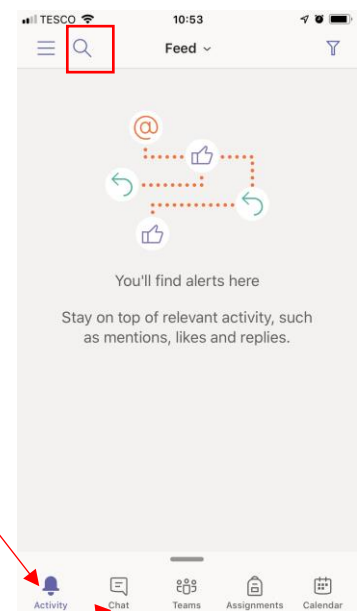 TESCO 10:53
Feed
@
You'll find alerts here
Stay on top of relevant activity, such
as mentions, likes and replies.
Activity Chat Teams Assignments Calendar